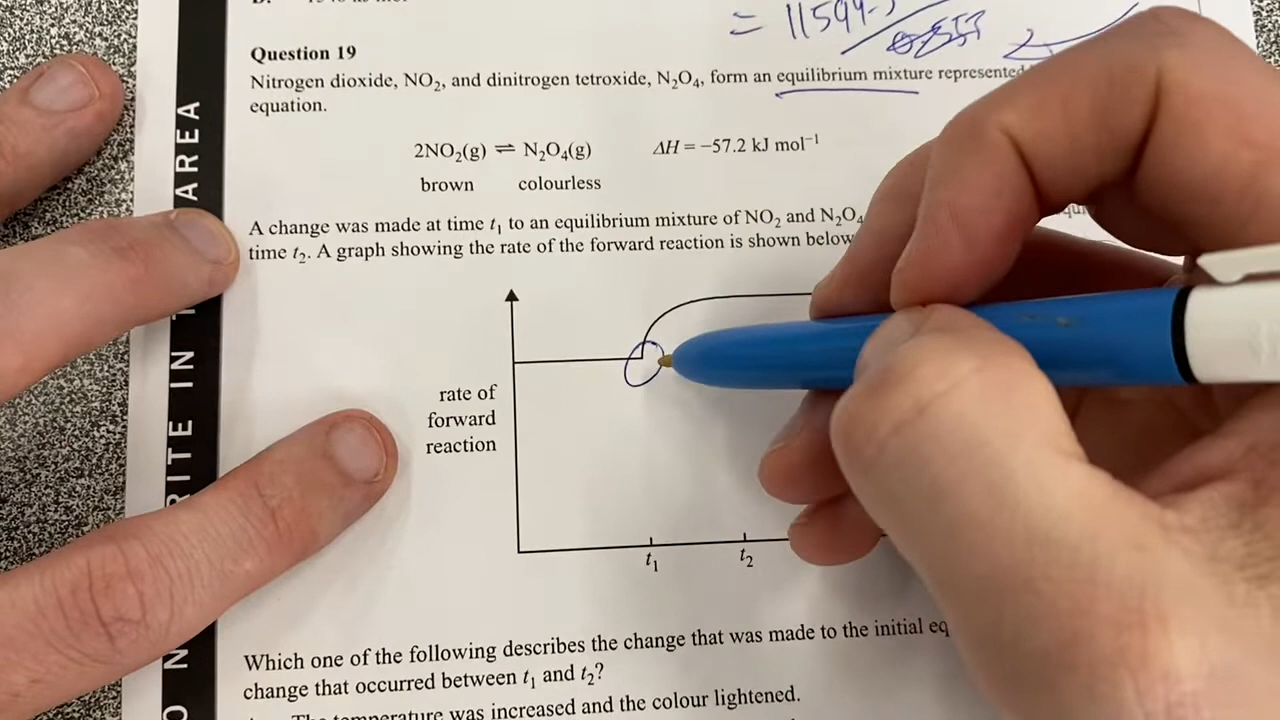 = 11594
Question 19
Nitrogen dioxide, NO₂, and dinitrogen tetroxide, N₂O₄, form an equilibrium mixture represented
equation.
2NO₂(g) ⇌ N₂O₄(g) ΔH = −57.2 kJ mol⁻¹
brown colourless
A change was made at time t₁ to an equilibrium mixture of NO₂ and N₂O₄
time t₂. A graph showing the rate of the forward reaction is shown below
rate of
forward
reaction
t₁ t₂
Which one of the following describes the change that was made to the initial eq
change that occurred between t₁ and t₂?
temperature was increased and the colour lightened.
RITE IN
AREA